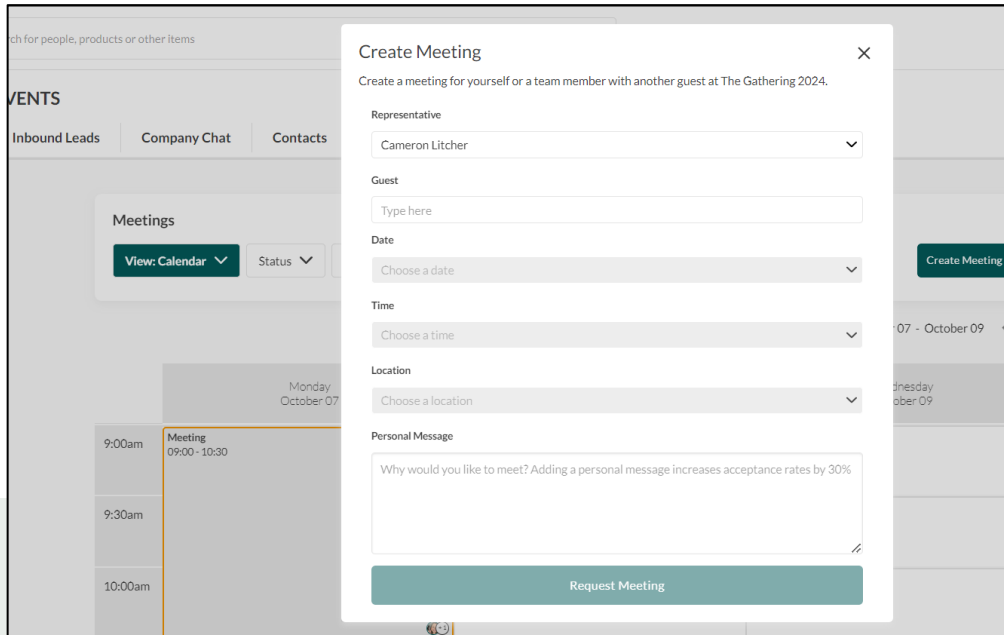 rch for people, products or other items
VENTS
Inbound Leads
Company Chat
Contacts
Meetings
View: Calendar
Status
Create Meeting
07 - October 09
Monday
October 07
dnesday
ober 09
9:00am
Meeting
09:00 - 10:30
9:30am
10:00am
+1
Create Meeting
Create a meeting for yourself or a team member with another guest at The Gathering 2024.
Representative
Cameron Litcher
Guest
Type here
Date
Choose a date
Time
Choose a time
Location
Choose a location
Personal Message
Why would you like to meet? Adding a personal message increases acceptance rates by 30%
Request Meeting